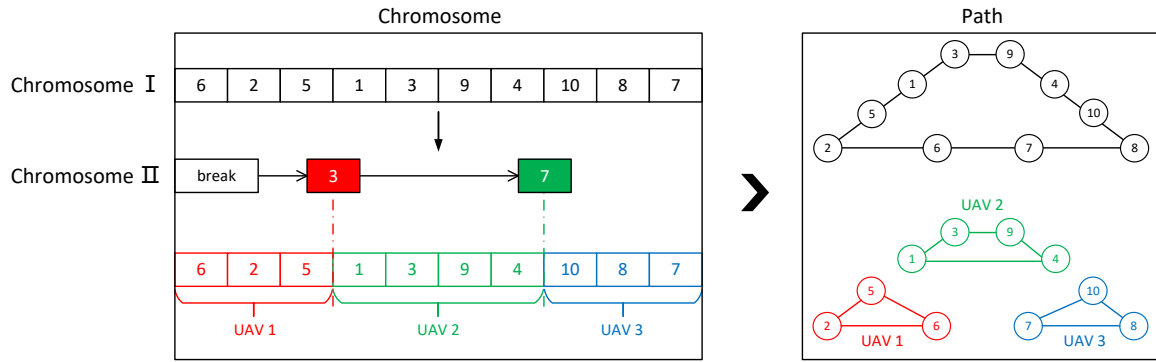 Chromosome
Chromosome Ⅰ
6 2 5 1 3 9 4 10 8 7
Chromosome Ⅱ
break 3 7
6 2 5 1 3 9 4 10 8 7
UAV 1 UAV 2 UAV 3
Path
3 9
1 4
5 10
2 6 7 8
UAV 2
3 9
1 4
5 10
2 6 7 8
UAV 1 UAV 3